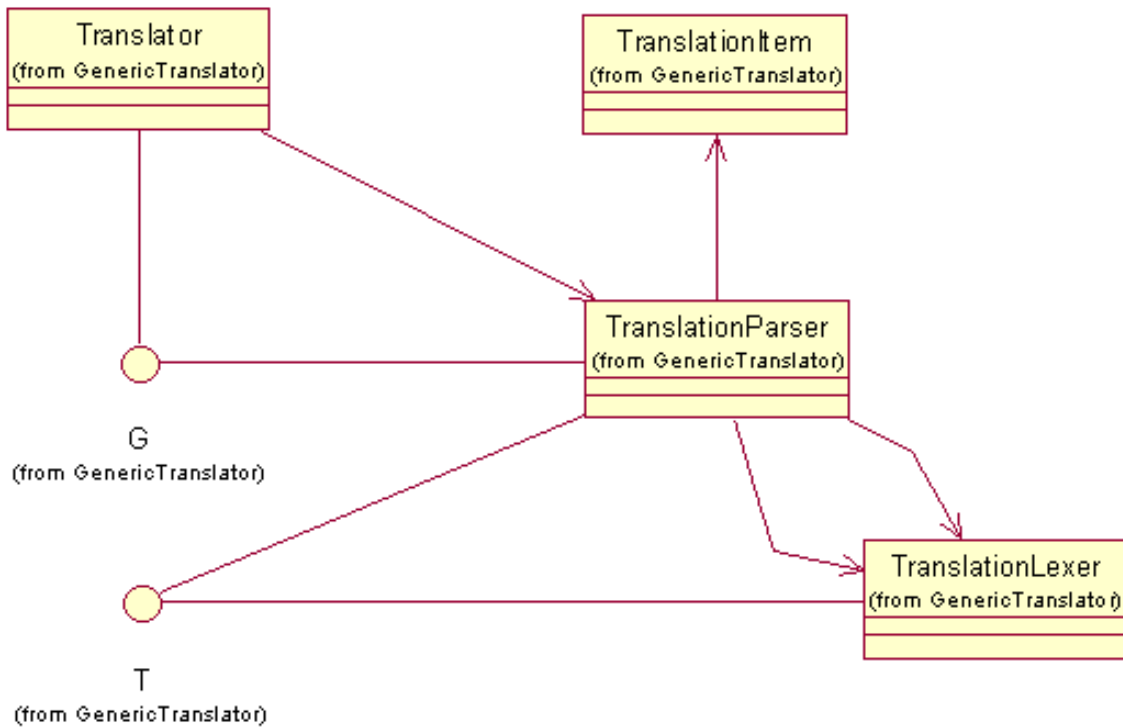 Translator
(from GenericTranslator)
TranslationItem
(from GenericTranslator)
TranslationParser
(from GenericTranslator)
G
(from GenericTranslator)
TranslationLexer
(from GenericTranslator)
T
(from GenericTranslator)